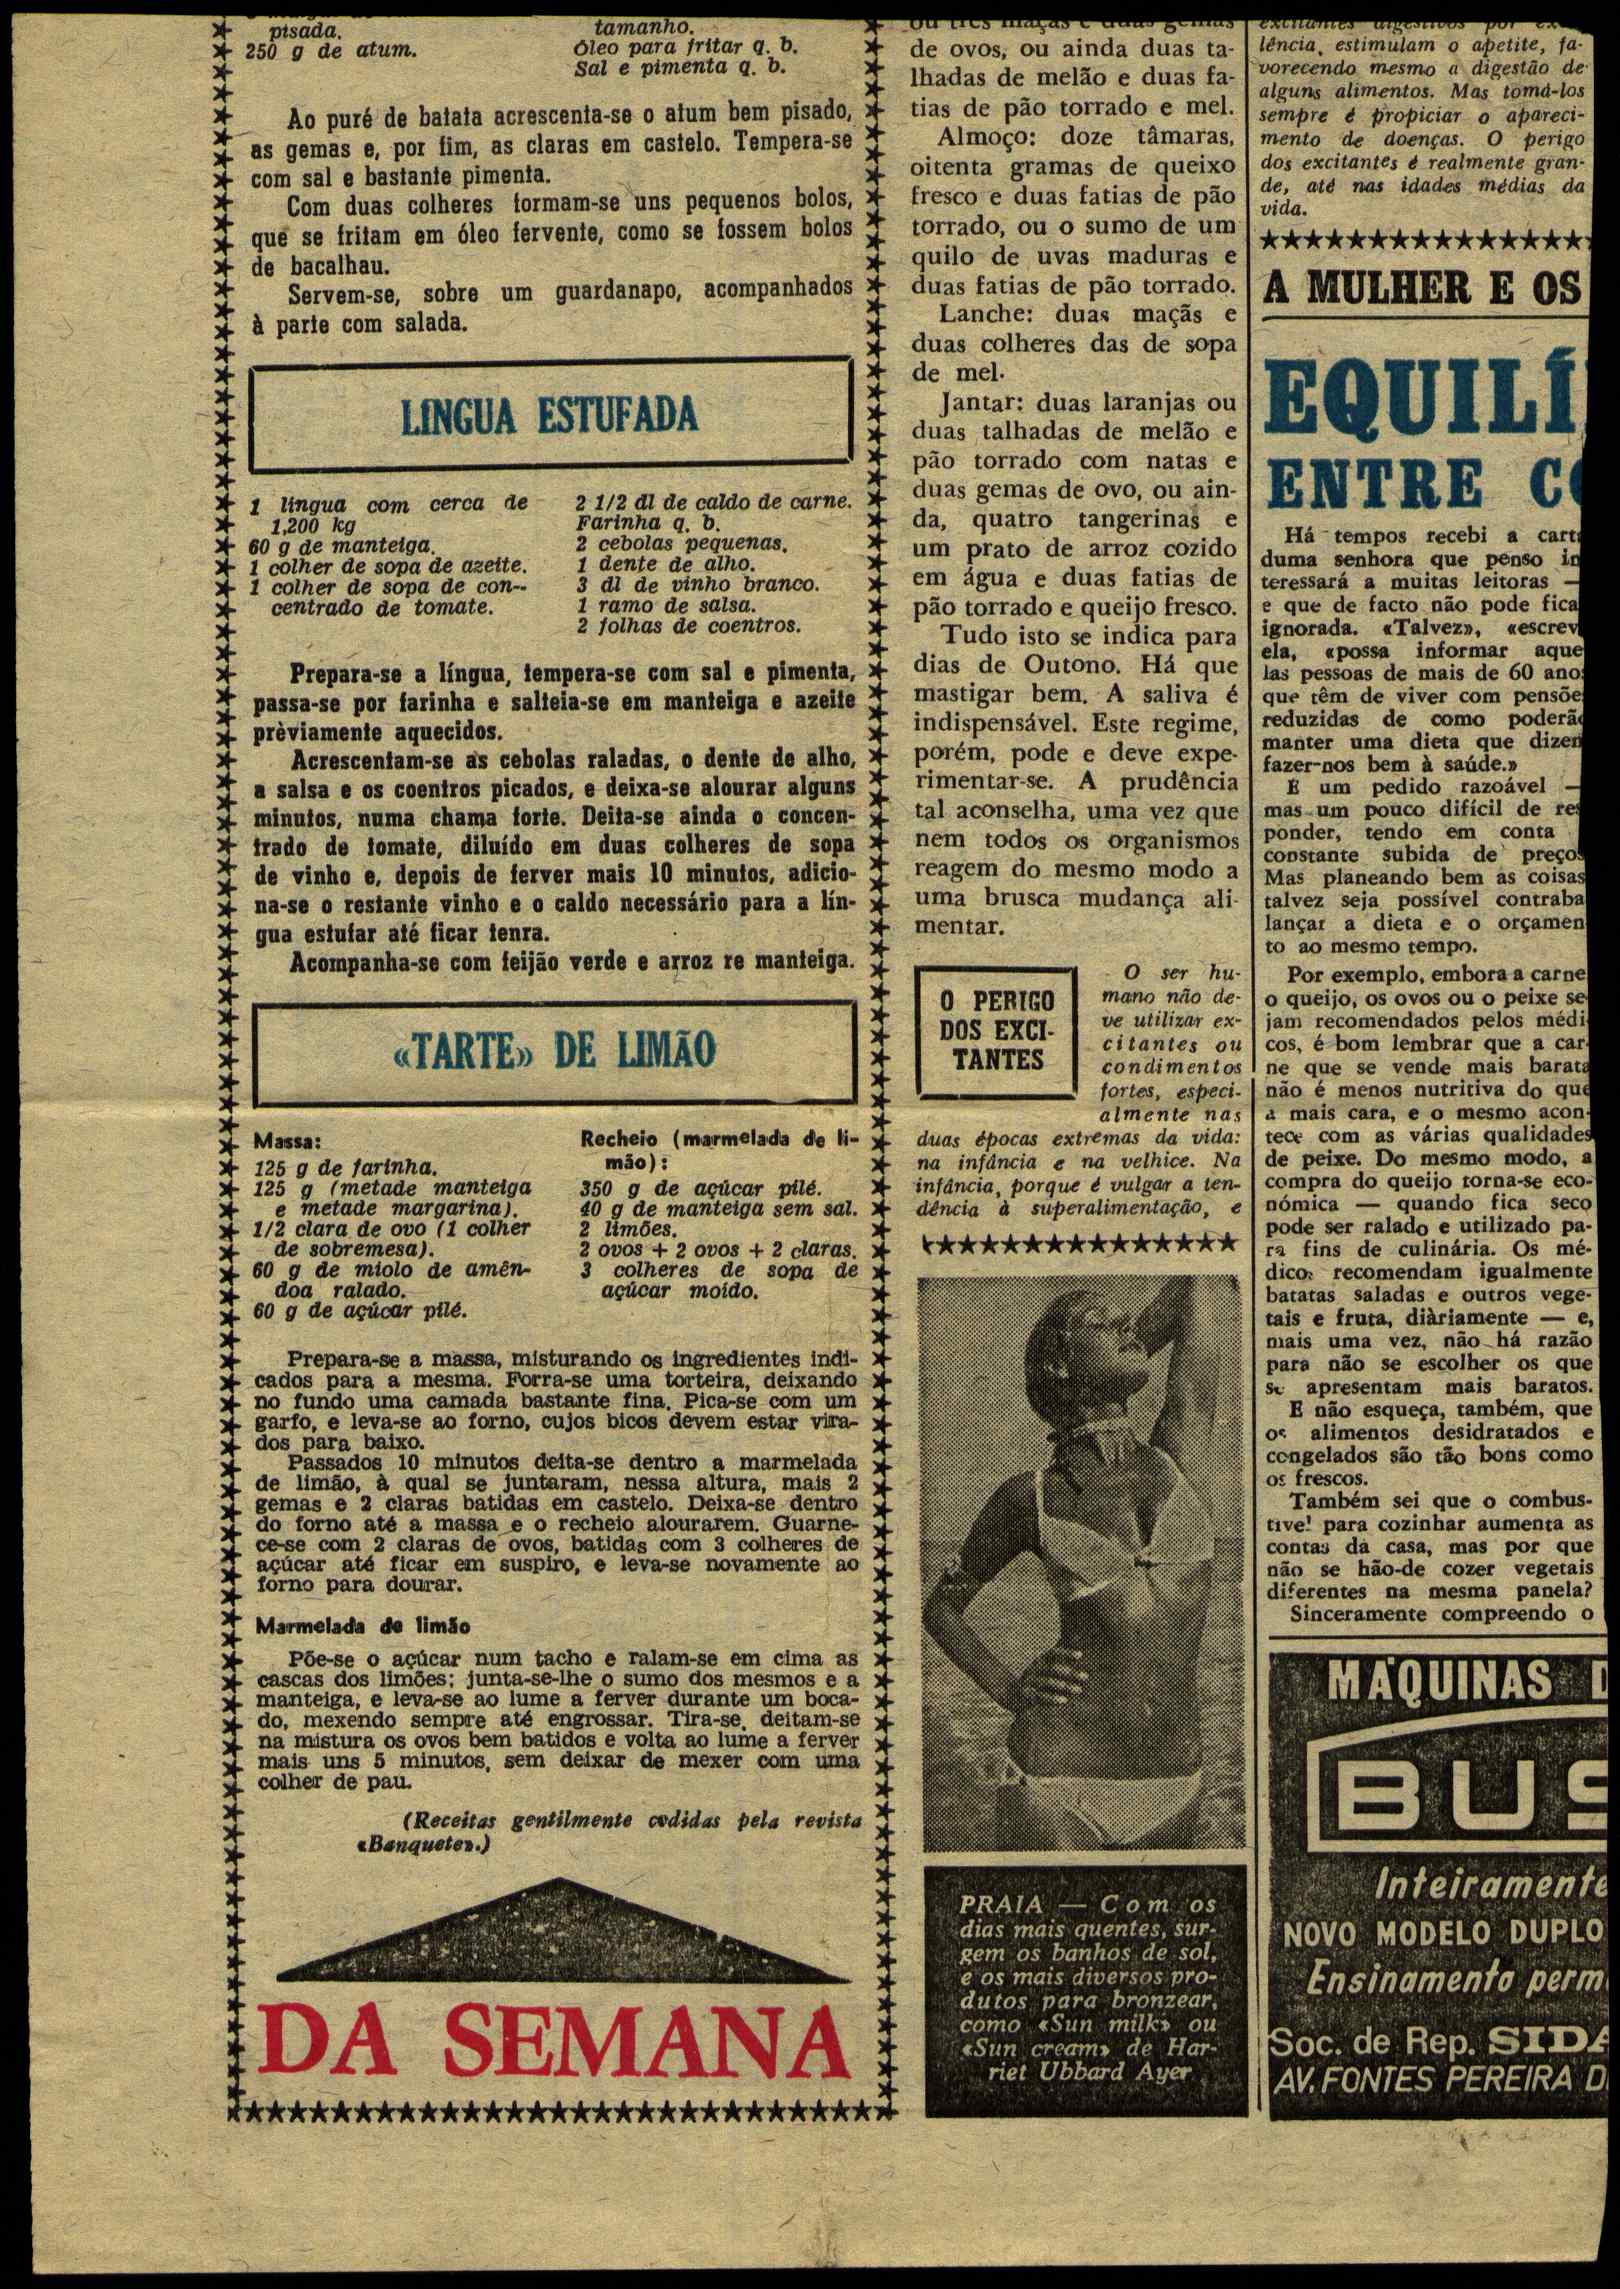 pisada.
250 g de atum.
tamanho.
Óleo para fritar q. b.
Sal e pimenta q. b.
Ao puré de batata acrescenta-se o atum bem pisado,
as gemas e, por fim, as claras em castelo. Tempera-se
com sal e bastante pimenta.
Com duas colheres formam-se uns pequenos bolos,
que se fritam em óleo fervente, como se fossem bolos
de bacalhau.
Servem-se, sobre um guardanapo, acompanhados
à parte com salada.
LÍNGUA ESTUFADA
1 língua com cerca de
1,200 kg
60 g de manteiga.
1 colher de sopa de azeite.
1 colher de sopa de con-
centrado de tomate.
2 1/2 dl de caldo de carne.
Farinha q. b.
2 cebolas pequenas.
1 dente de alho.
3 dl de vinho branco.
1 ramo de salsa.
2 folhas de coentros.
Prepara-se a língua, tempera-se com sal e pimenta,
passa-se por farinha e salteia-se em manteiga e azeite
prèviamente aquecidos.
Acrescentam-se as cebolas raladas, o dente de alho,
a salsa e os coentros picados, e deixa-se alourar alguns
minutos, numa chama forte. Deita-se ainda o concen-
trado de tomate, diluído em duas colheres de sopa
de vinho e, depois de ferver mais 10 minutos, adicio-
na-se o restante vinho e o caldo necessário para a lín-
gua estufar até ficar tenra.
Acompanha-se com feijão verde e arroz re manteiga.
«TARTE» DE LIMÃO
Massa:
125 g de farinha.
125 g (metade manteiga
e metade margarina).
1/2 clara de ovo (1 colher
de sobremesa).
60 g de miolo de amên-
doa ralado.
60 g de açúcar pilé.
Recheio (marmelada de li-
mão):
350 g de açúcar pilé.
40 g de manteiga sem sal.
2 limões.
2 ovos + 2 ovos + 2 claras.
3 colheres de sopa de
açúcar moído.
Prepara-se a massa, misturando os ingredientes indi-
cados para a mesma. Forra-se uma torteira, deixando
no fundo uma camada bastante fina. Pica-se com um
garfo, e leva-se ao forno, cujos bicos devem estar vira-
dos para baixo.
Passados 10 minutos deita-se dentro a marmelada
de limão, à qual se juntaram, nessa altura, mais 2
gemas e 2 claras batidas em castelo. Deixa-se dentro
do forno até a massa e o recheio alourarem. Guarne-
ce-se com 2 claras de ovos, batidas com 3 colheres de
açúcar até ficar em suspiro, e leva-se novamente ao
forno para dourar.
Marmelada de limão
Põe-se o açúcar num tacho e ralam-se em cima as
cascas dos limões; junta-se-lhe o sumo dos mesmos e a
manteiga, e leva-se ao lume a ferver durante um boca-
do, mexendo sempre até engrossar. Tira-se, deitam-se
na mistura os ovos bem batidos e volta ao lume a ferver
mais uns 5 minutos, sem deixar de mexer com uma
colher de pau.
(Receitas gentilmente cedidas pela revista
«Banquete».)
DA SEMANA
ou três maçãs e duas gemas
de ovos, ou ainda duas ta-
lhadas de melão e duas fa-
tias de pão torrado e mel.
Almoço: doze tâmaras,
oitenta gramas de queixo
fresco e duas fatias de pão
torrado, ou o sumo de um
quilo de uvas maduras e
duas fatias de pão torrado.
Lanche: duas maçãs e
duas colheres das de sopa
de mel.
Jantar: duas laranjas ou
duas talhadas de melão e
pão torrado com natas e
duas gemas de ovo, ou ain-
da, quatro tangerinas e
um prato de arroz cozido
em água e duas fatias de
pão torrado e queijo fresco.
Tudo isto se indica para
dias de Outono. Há que
mastigar bem. A saliva é
indispensável. Este regime,
porém, pode e deve expe-
rimentar-se. A prudência
tal aconselha, uma vez que
nem todos os organismos
reagem do mesmo modo a
uma brusca mudança ali-
mentar.
O PERIGO
DOS EXCI-
TANTES
O ser hu-
mano não de-
ve utilizar ex-
citantes ou
condimentos
fortes, especi-
almente nas
duas épocas extremas da vida:
na infância e na velhice. Na
infância, porque é vulgar a ten-
dência à superalimentação, e
PRAIA — Com os
dias mais quentes, sur-
gem os banhos de sol,
e os mais diversos pro-
dutos para bronzear,
como «Sun milk» ou
«Sun cream» de Har-
riet Ubbard Ayer
excitantes digestivos por
lência, estimulam o apetite, fa-
vorecendo mesmo a digestão de
alguns alimentos. Mas tomá-los
sempre é propiciar o apareci-
mento de doenças. O perigo
dos excitantes é realmente gran-
de, até nas idades médias da
vida.
A MULHER E OS
EQUILÍ
ENTRE CO
Há tempos recebi a cart
duma senhora que penso in
teressará a muitas leitoras —
e que de facto não pode fica
ignorada. «Talvez», «escrev
ela, «possa informar aque
las pessoas de mais de 60 ano
que têm de viver com pensõe
reduzidas de como poderã
manter uma dieta que dizem
fazer-nos bem à saúde.»
É um pedido razoável —
mas um pouco difícil de res
ponder, tendo em conta
constante subida de preços
Mas planeando bem as coisas
talvez seja possível contraba
lançar a dieta e o orçamen
to ao mesmo tempo.
Por exemplo, embora a carne
o queijo, os ovos ou o peixe se
jam recomendados pelos médi
cos, é bom lembrar que a car-
ne que se vende mais barata
não é menos nutritiva do que
a mais cara, e o mesmo acon-
tece com as várias qualidades
de peixe. Do mesmo modo, a
compra do queijo torna-se eco-
nómica — quando fica seco
pode ser ralado e utilizado pa-
ra fins de culinária. Os mé-
dicos recomendam igualmente
batatas saladas e outros vege-
tais e fruta, diàriamente — e,
mais uma vez, não há razão
para não se escolher os que
se apresentam mais baratos.
E não esqueça, também, que
os alimentos desidratados e
congelados são tão bons como
os frescos.
Também sei que o combus-
tivel para cozinhar aumenta as
contas da casa, mas por que
não se hão-de cozer vegetais
diferentes na mesma panela?
Sinceramente compreendo o
MÁQUINAS D
BUS
Inteiramente
NOVO MODELO DUPLO
Ensinamento perm
Soc. de Rep. SIDA
AV. FONTES PEREIRA D